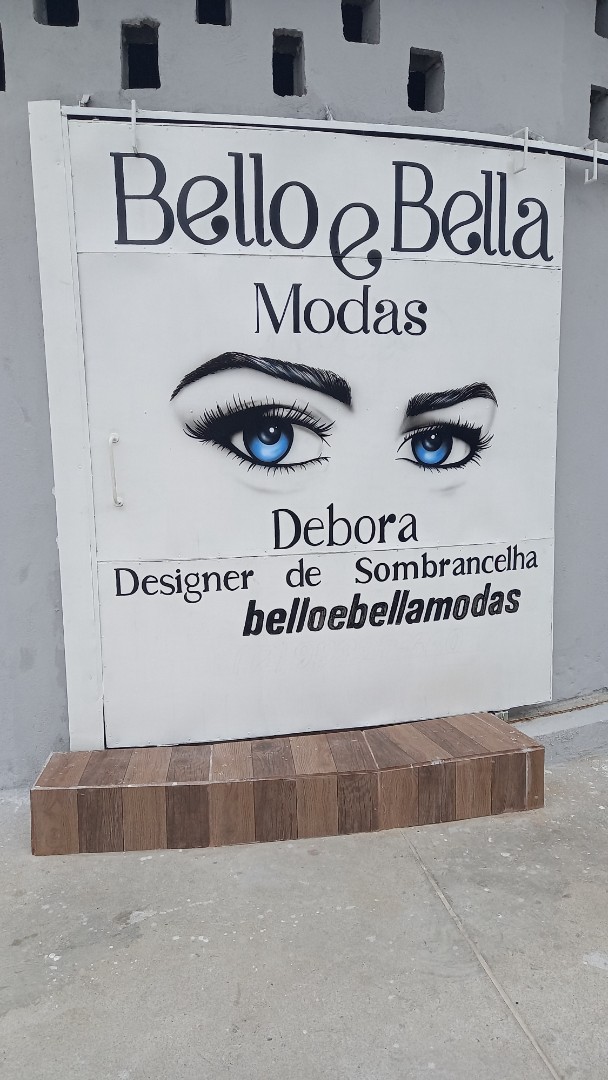 Bello e Bella
Modas
Debora
Designer de Sombrancelha
belloebellamodas